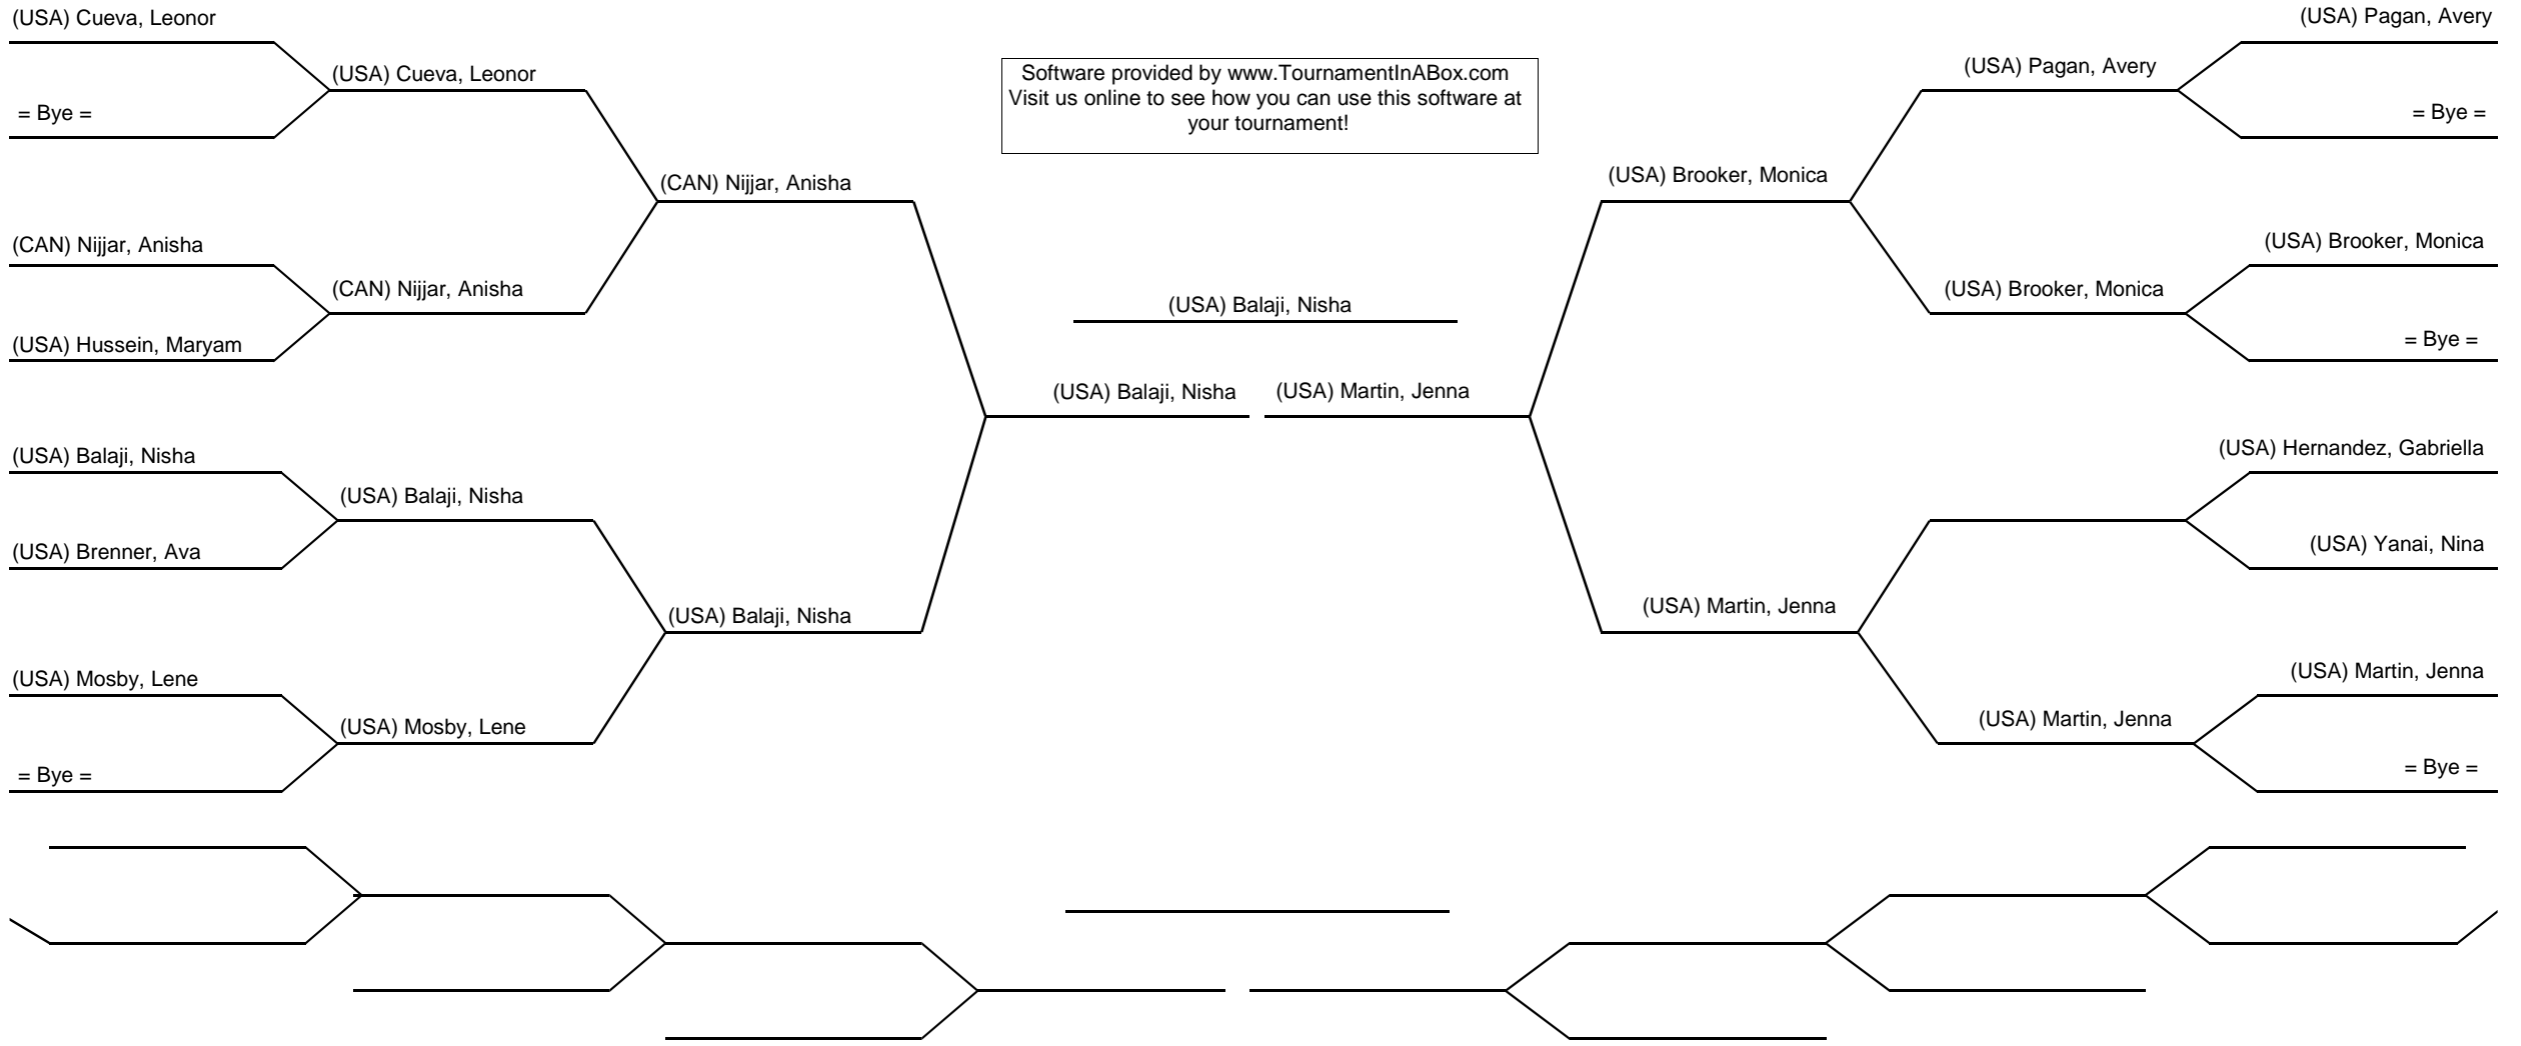 (USA) Cueva, Leonor
= Bye =
(CAN) Nijjar, Anisha
(USA) Hussein, Maryam
(USA) Balaji, Nisha
(USA) Brenner, Ava
(USA) Mosby, Lene
= Bye =
(USA) Cueva, Leonor
(CAN) Nijjar, Anisha
(USA) Balaji, Nisha
(USA) Mosby, Lene
(CAN) Nijjar, Anisha
(USA) Balaji, Nisha
Software provided by www.TournamentInABox.com
Visit us online to see how you can use this software at
your tournament!
(USA) Balaji, Nisha
(USA) Balaji, Nisha
(USA) Martin, Jenna
(USA) Brooker, Monica
(USA) Martin, Jenna
(USA) Pagan, Avery
(USA) Brooker, Monica
(USA) Martin, Jenna
(USA) Pagan, Avery
= Bye =
(USA) Brooker, Monica
= Bye =
(USA) Hernandez, Gabriella
(USA) Yanai, Nina
(USA) Martin, Jenna
= Bye =